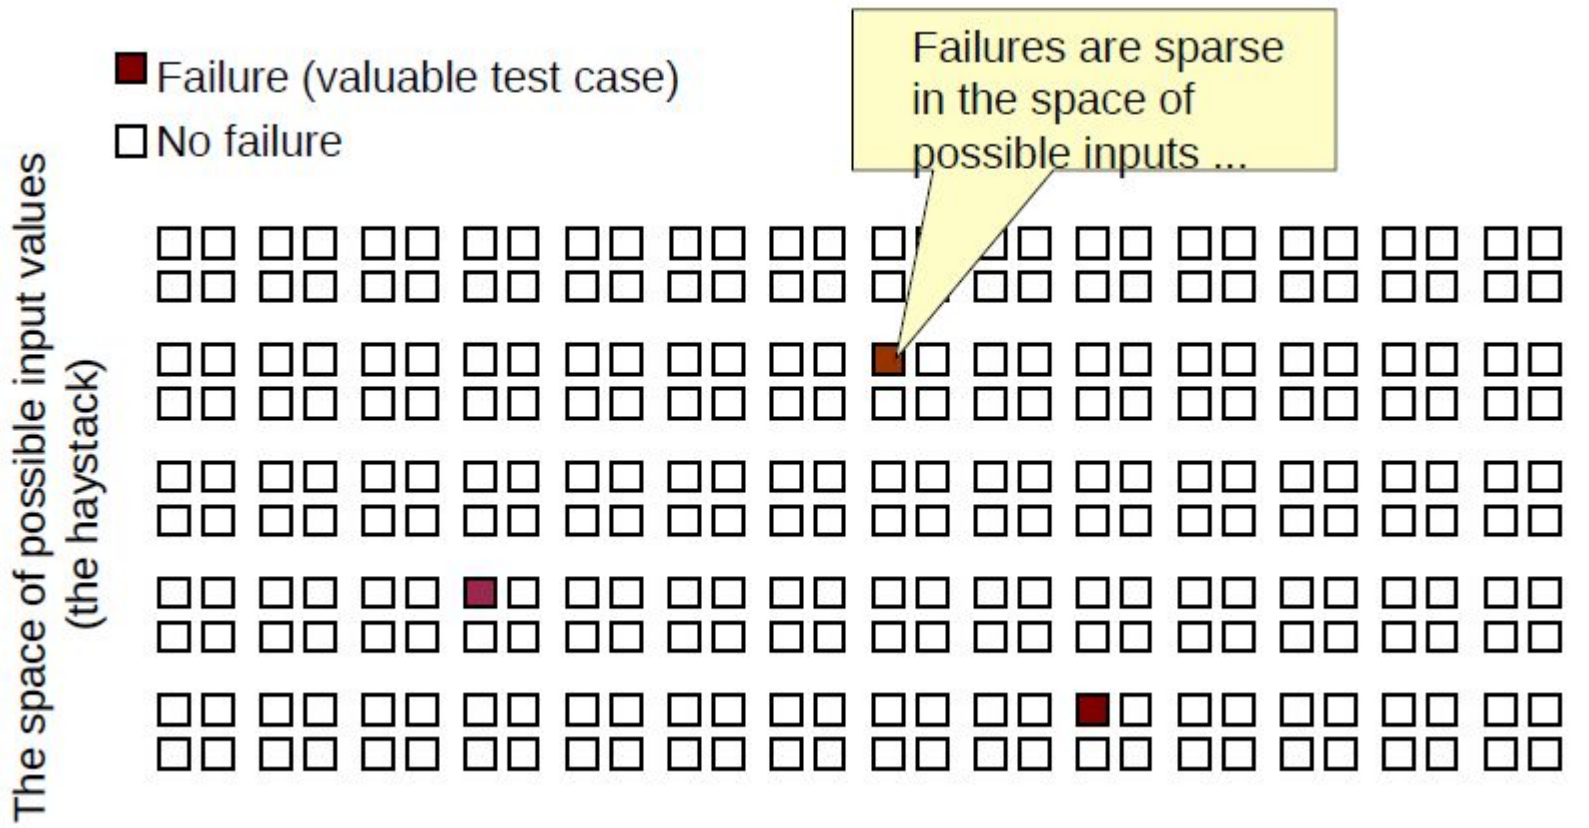 Failure (valuable test case)
No failure
Failures are sparse
in the space of
possible inputs ...
The space of possible input values
(the haystack)